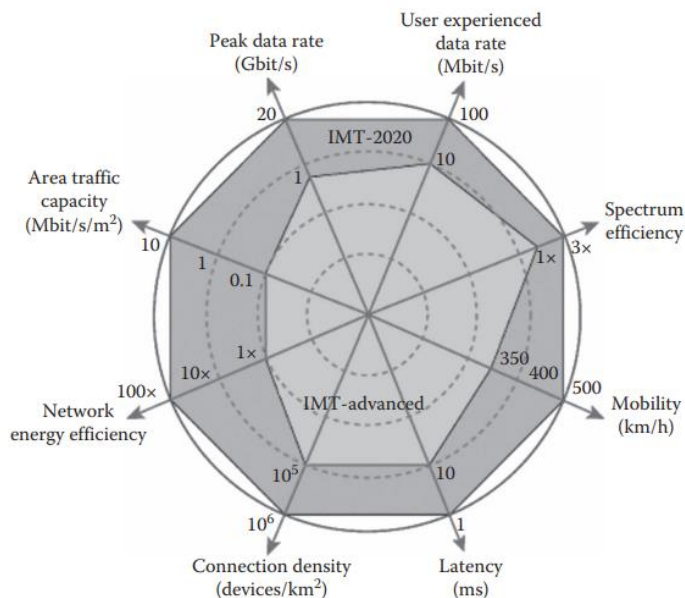 Peak data rate
(Gbit/s)
User experienced
data rate
(Mbit/s)
20
100
IMT-2020
1
10
Area traffic
capacity
(Mbit/s/m²)
Spectrum
efficiency
10
1
0.1
1×
3×
1×
10×
100×
350
400
500
Network
energy efficiency
Mobility
(km/h)
IMT-advanced
10⁵
10
10⁶
1
Connection density
(devices/km²)
Latency
(ms)